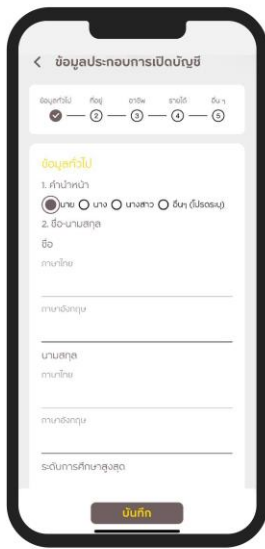 ข้อมูลประกอบการเปิดบัญชี
ข้อมูลทั่วไป ที่อยู่ อาชีพ รายได้ อื่น ๆ
2 3 4 5
ข้อมูลทั่วไป
1. คำนำหน้า
นาย นาง นางสาว อื่นๆ (โปรดระบุ)
2. ชื่อ-นามสกุล
ชื่อ
ภาษาไทย
ภาษาอังกฤษ
นามสกุล
ภาษาไทย
ภาษาอังกฤษ
ระดับการศึกษาสูงสุด
บันทึก